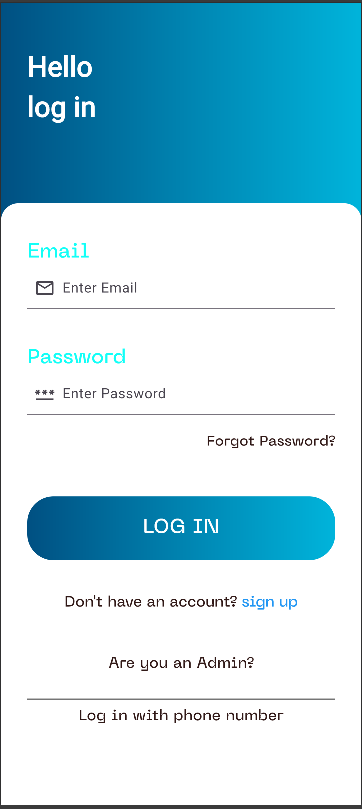 Hello
log in
Email
Enter Email
Password
*** Enter Password
Forgot Password?
LOG IN
Don't have an account? sign up
Are you an Admin?
Log in with phone number